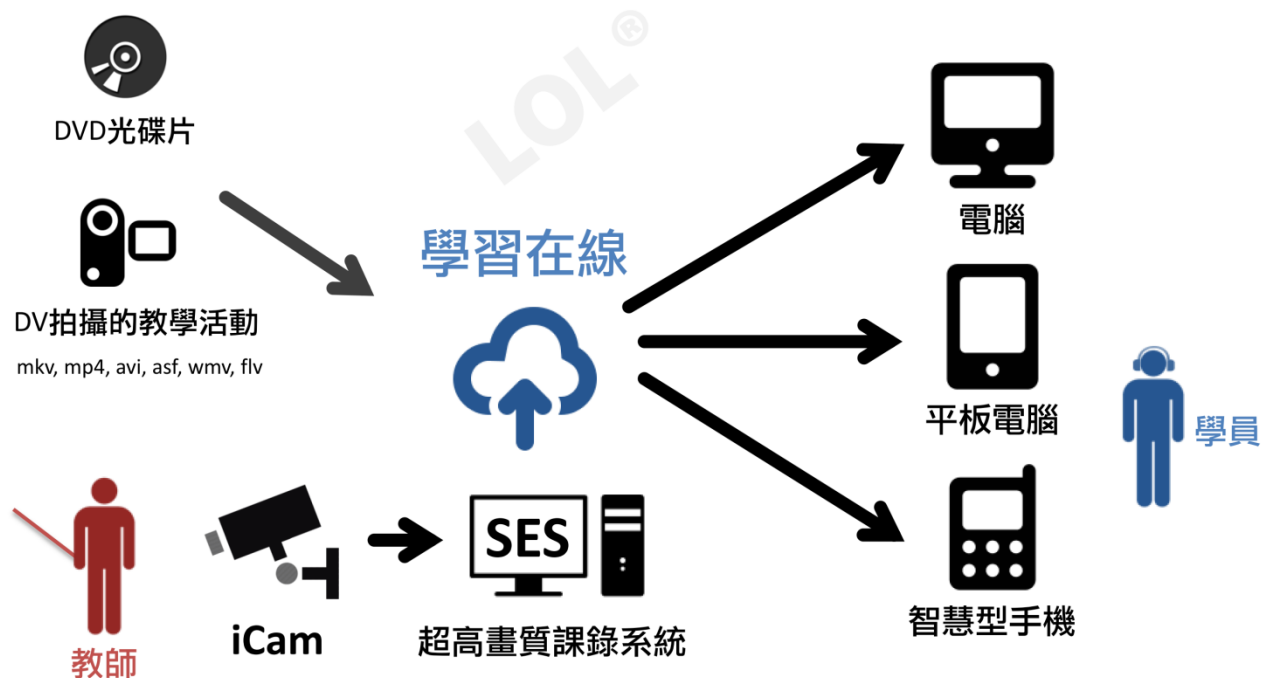 LOL®
DVD光碟片
DV拍攝的教學活動
mkv, mp4, avi, asf, wmv, flv
學習在線
電腦
平板電腦
學員
智慧型手機
教師
iCam
SES
超高畫質課錄系統